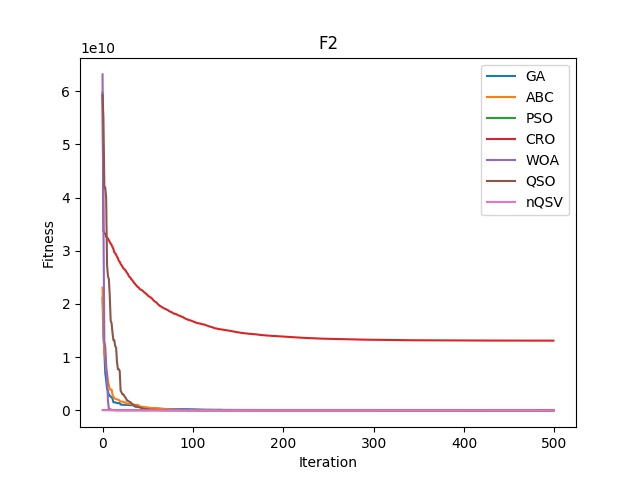 F2
1e10
6
5
4
3
2
1
0
Fitness
0
100
200
300
400
500
Iteration
GA
ABC
PSO
CRO
WOA
QSO
nQSV